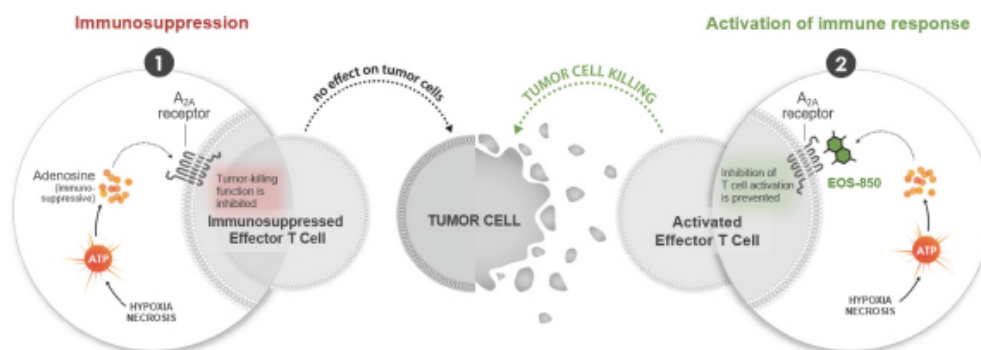 Immunosuppression
1
A2A
receptor
Adenosine
(immuno-
suppressive)
Tumor-killing
function is
inhibited
Immunosuppressed
Effector T Cell
ATP
HYPOXIA
NECROSIS
no effect on tumor cells
TUMOR CELL
TUMOR CELL KILLING
Activation of immune response
2
A2A
receptor
EOS-850
Inhibition of
T cell activation
is prevented
Activated
Effector T Cell
ATP
HYPOXIA
NECROSIS